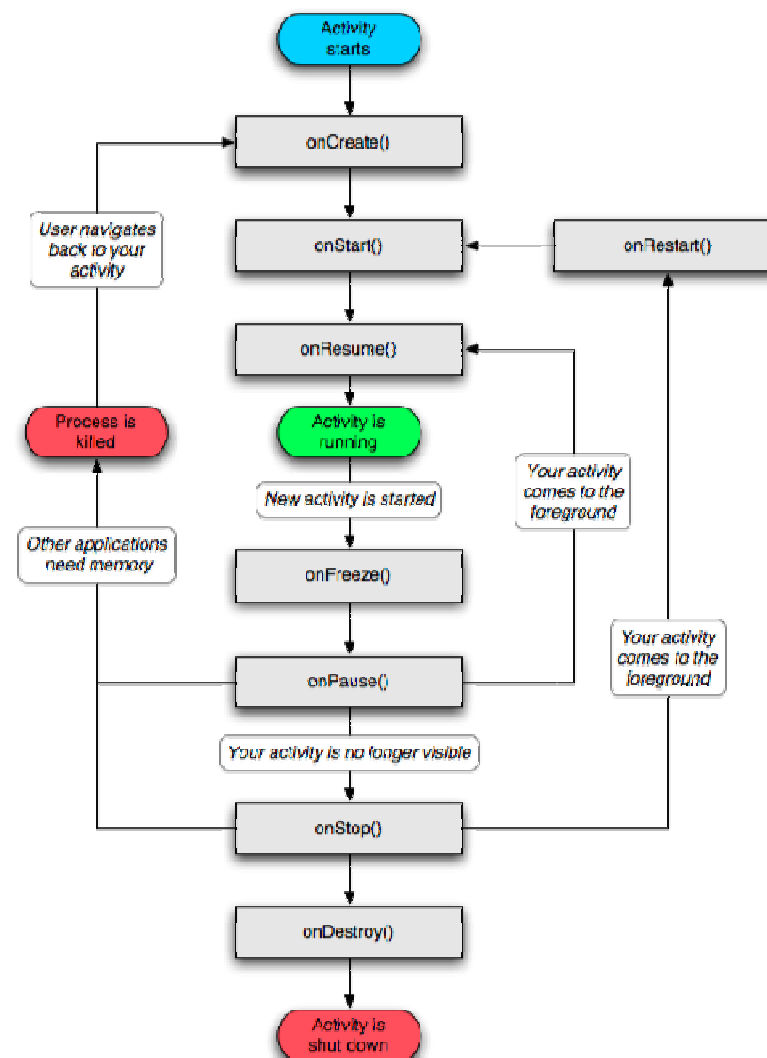 Activity
starts
onCreate()
User navigates
back to your
activity
onStart()
onRestart()
onResume()
Process is
killed
Activity is
running
Your activity
comes to the
foreground
New activity is started
Other applications
need memory
onFreeze()
Your activity
comes to the
foreground
onPause()
Your activity is no longer visible
onStop()
onDestroy()
Activity is
shut down